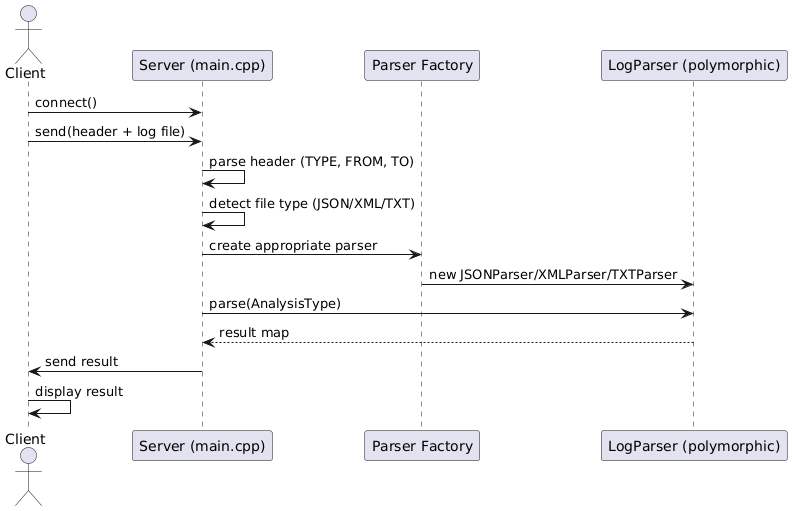 Client
Server (main.cpp)
Parser Factory
LogParser (polymorphic)
connect()
send(header + log file)
parse header (TYPE, FROM, TO)
detect file type (JSON/XML/TXT)
create appropriate parser
new JSONParser/XMLParser/TXTParser
parse(AnalysisType)
result map
send result
display result
Client
Server (main.cpp)
Parser Factory
LogParser (polymorphic)